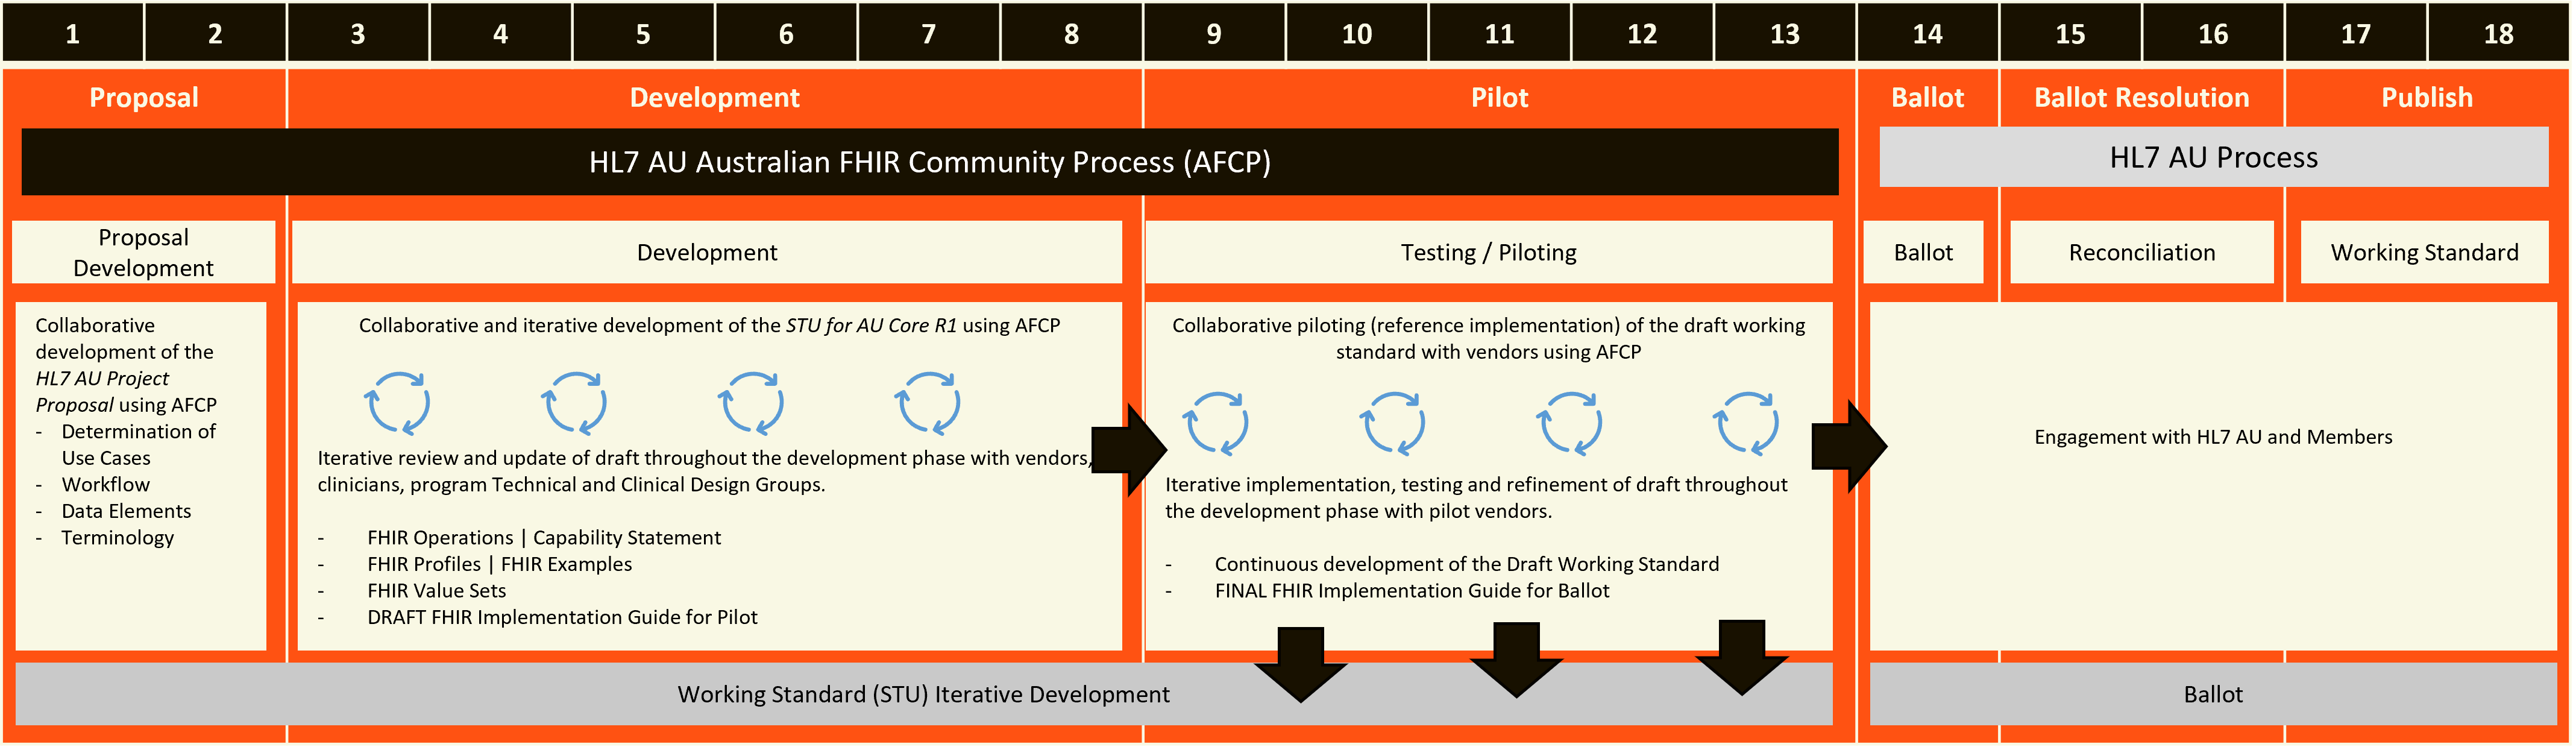 1 2 3 4 5 6 7 8 9 10 11 12 13 14 15 16 17 18
Proposal Development Pilot Ballot Ballot Resolution Publish
HL7 AU Australian FHIR Community Process (AFCP)
HL7 AU Process
Proposal
Development
Development
Testing / Piloting
Ballot
Reconciliation
Working Standard
Collaborative
development of the
HL7 AU Project
Proposal using AFCP
- Determination of
Use Cases
- Workflow
- Data Elements
- Terminology
Collaborative and iterative development of the STU for AU Core R1 using AFCP
Iterative review and update of draft throughout the development phase with vendors,
clinicians, program Technical and Clinical Design Groups.
- FHIR Operations | Capability Statement
- FHIR Profiles | FHIR Examples
- FHIR Value Sets
- DRAFT FHIR Implementation Guide for Pilot
Collaborative piloting (reference implementation) of the draft working
standard with vendors using AFCP
Iterative implementation, testing and refinement of draft throughout
the development phase with pilot vendors.
- Continuous development of the Draft Working Standard
- FINAL FHIR Implementation Guide for Ballot
Engagement with HL7 AU and Members
Working Standard (STU) Iterative Development
Ballot